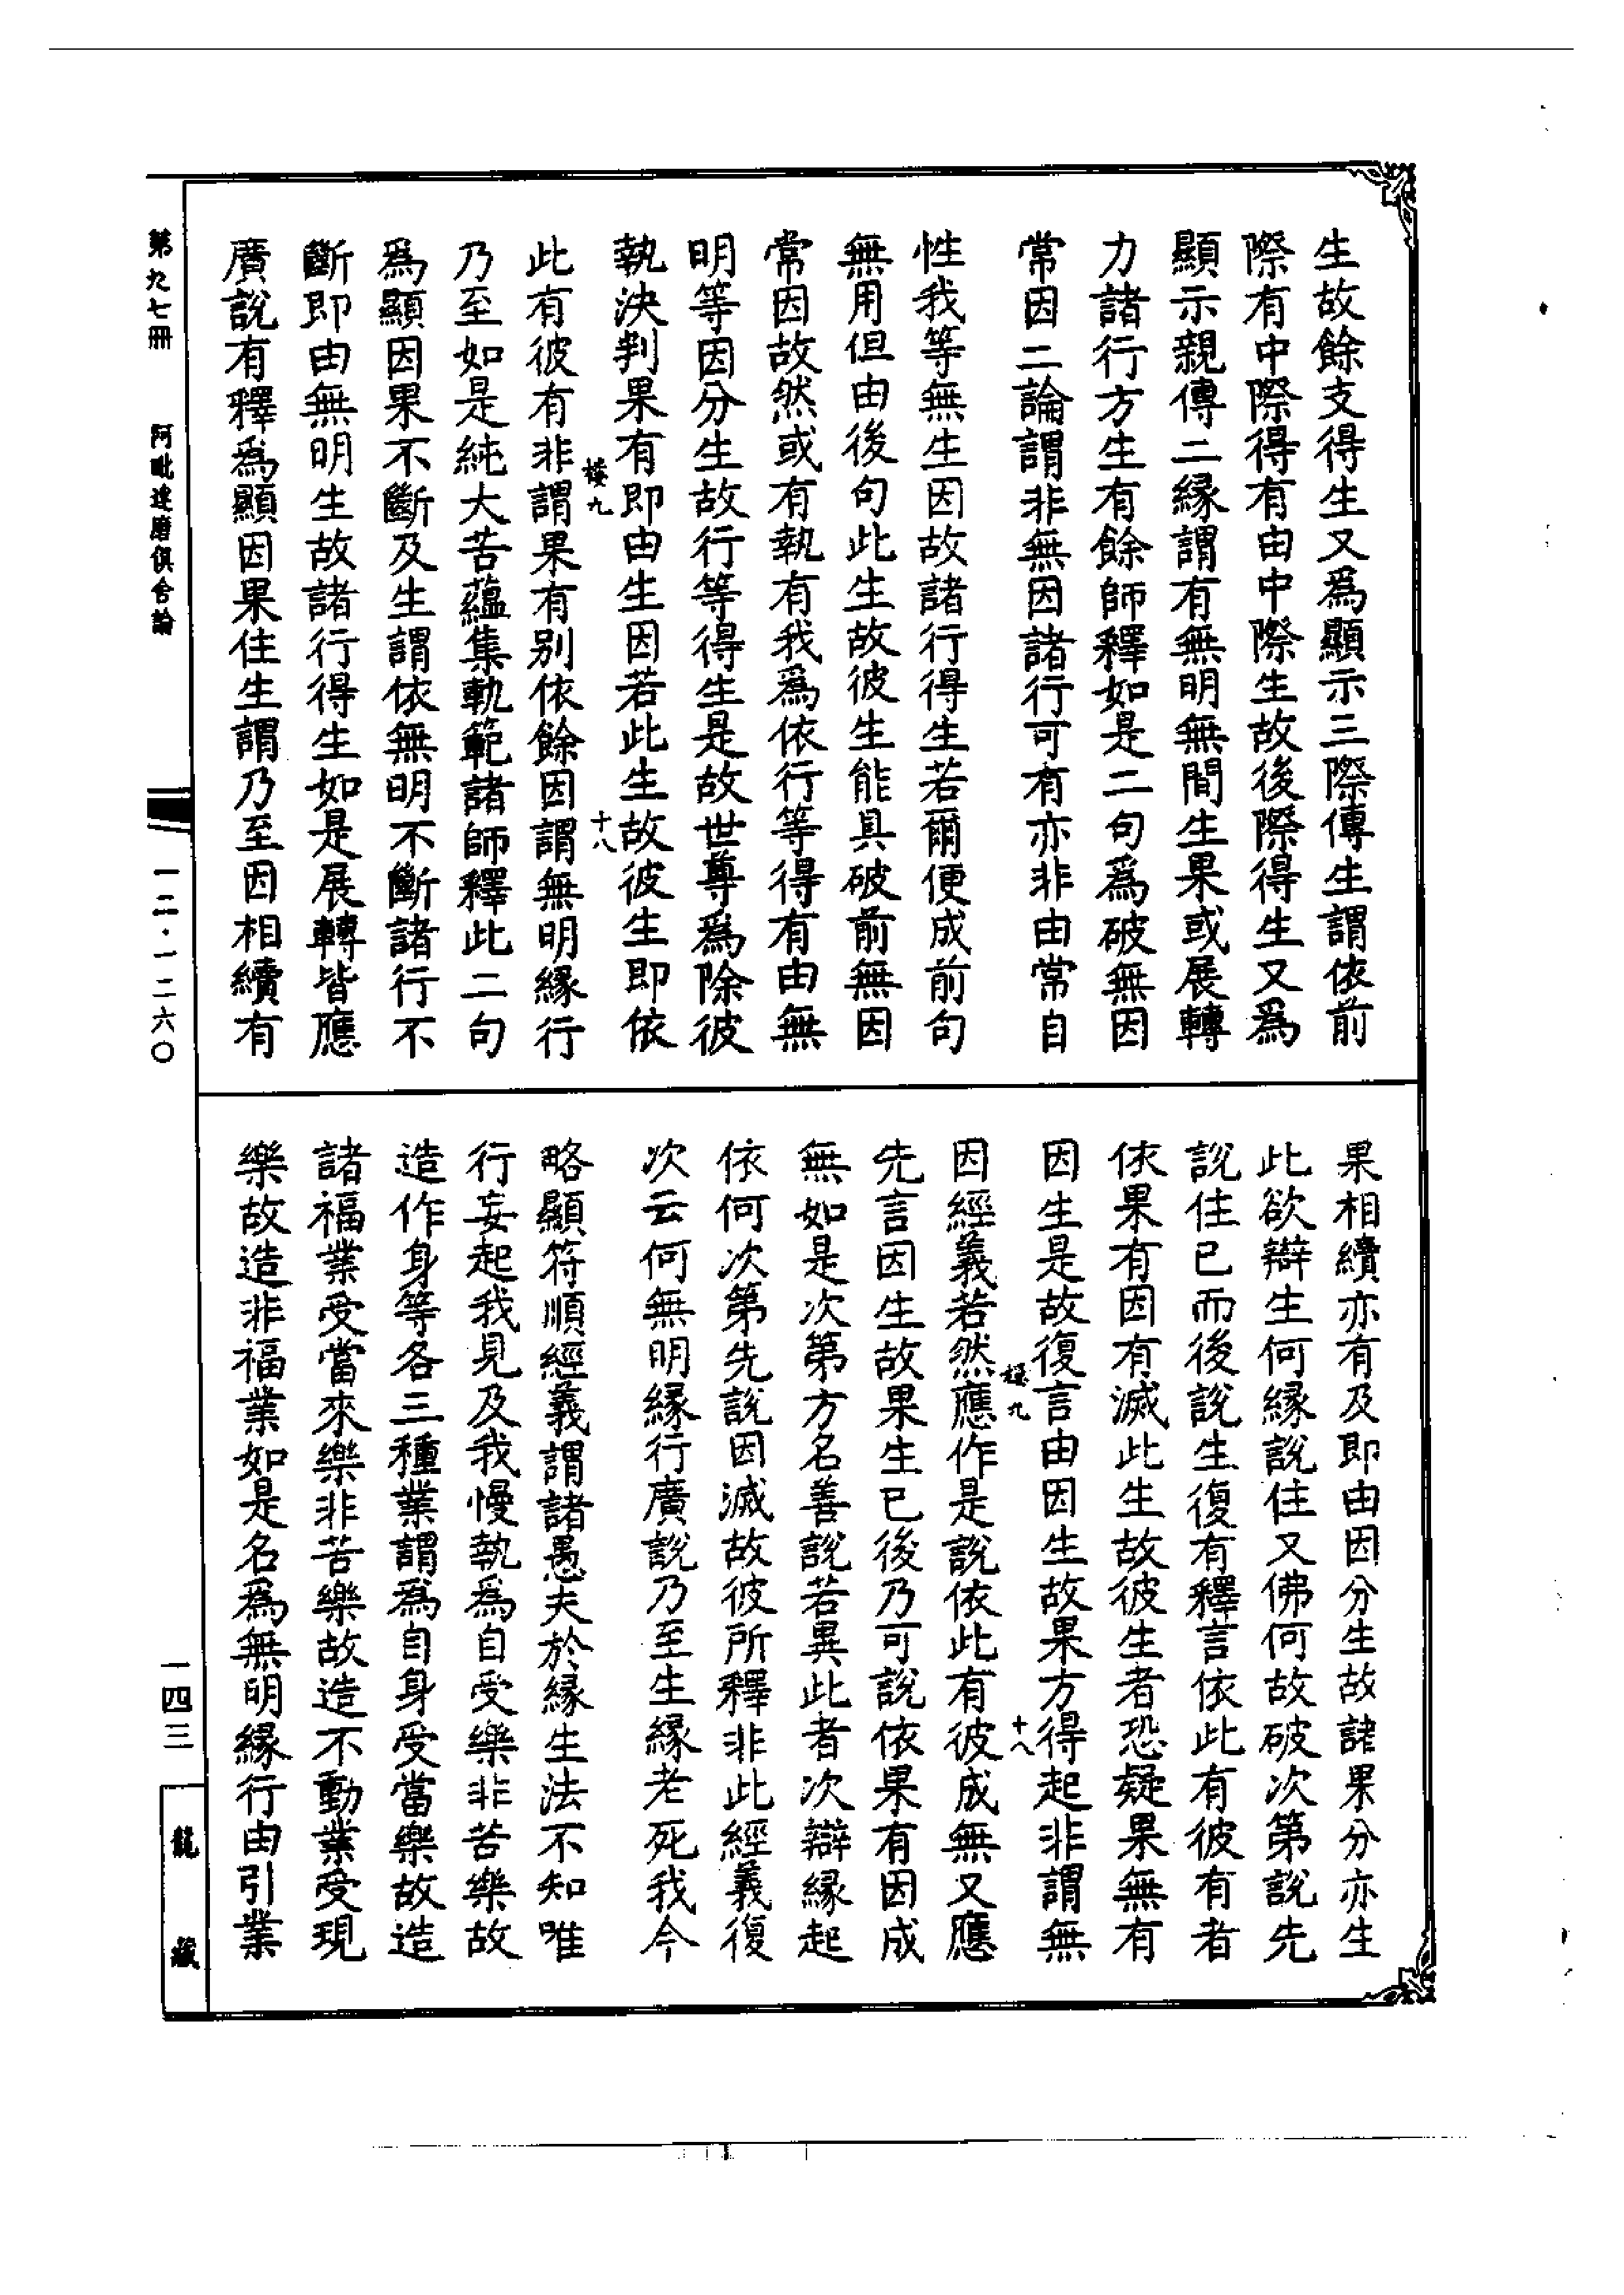 生故餘支得生又爲顯示三際傳生謂依前
際有中際得有由中際生故後際得生又爲
顯示親傳二緣謂有無明無間生果或展轉
力諸行方生有餘師釋如是二句爲破無因
常因二論謂非無因諸行可有亦非由常自
性我等無生因故諸行得生若爾便成前句
無用但由後句此生故彼生能具破前無因
常因故然或有執有我爲依行等得有由無
明等因分生故行等得生是故世尊爲除彼
執決判果有即由生因若此生故彼生即依
此有彼有非謂果有別依餘因謂無明緣行
乃至如是純大苦蘊集軌範諸師釋此二句
爲顯因果不斷及生謂依無明不斷諸行不
斷即由無明生故諸行得生如是展轉皆應
廣說有釋爲顯因果住生謂乃至因相續有
果相續亦有及即由因分生故諸果分亦生
此欲辯生何緣說住又佛何故破次第說先
說住已而後說生復有釋言依此有彼有者
依果有因有滅此生故彼生者恐疑果無有
因生是故復言由因生故果方得起非謂無
因經義若然應作是說依此有彼成無又應
先言因生故果生已後乃可說依果有因成
無如是次第方名善說若異此者次辯緣起
依何次第先說因滅故彼所釋非此經義復
次云何無明緣行廣說乃至生緣老死我今
略顯符順經義謂諸愚夫於緣生法不知唯
行妄起我見及我慢執爲自受樂非苦樂故
造作身等各三種業謂爲自身受當樂故造
諸福業受當來樂非苦樂故造不動業受現
樂故造非福業如是名爲無明緣行由引業
樓九
十八
樓九
十八
第九七冊
阿毗達磨俱舍論
一二·一二六〇
一四三
龍藏